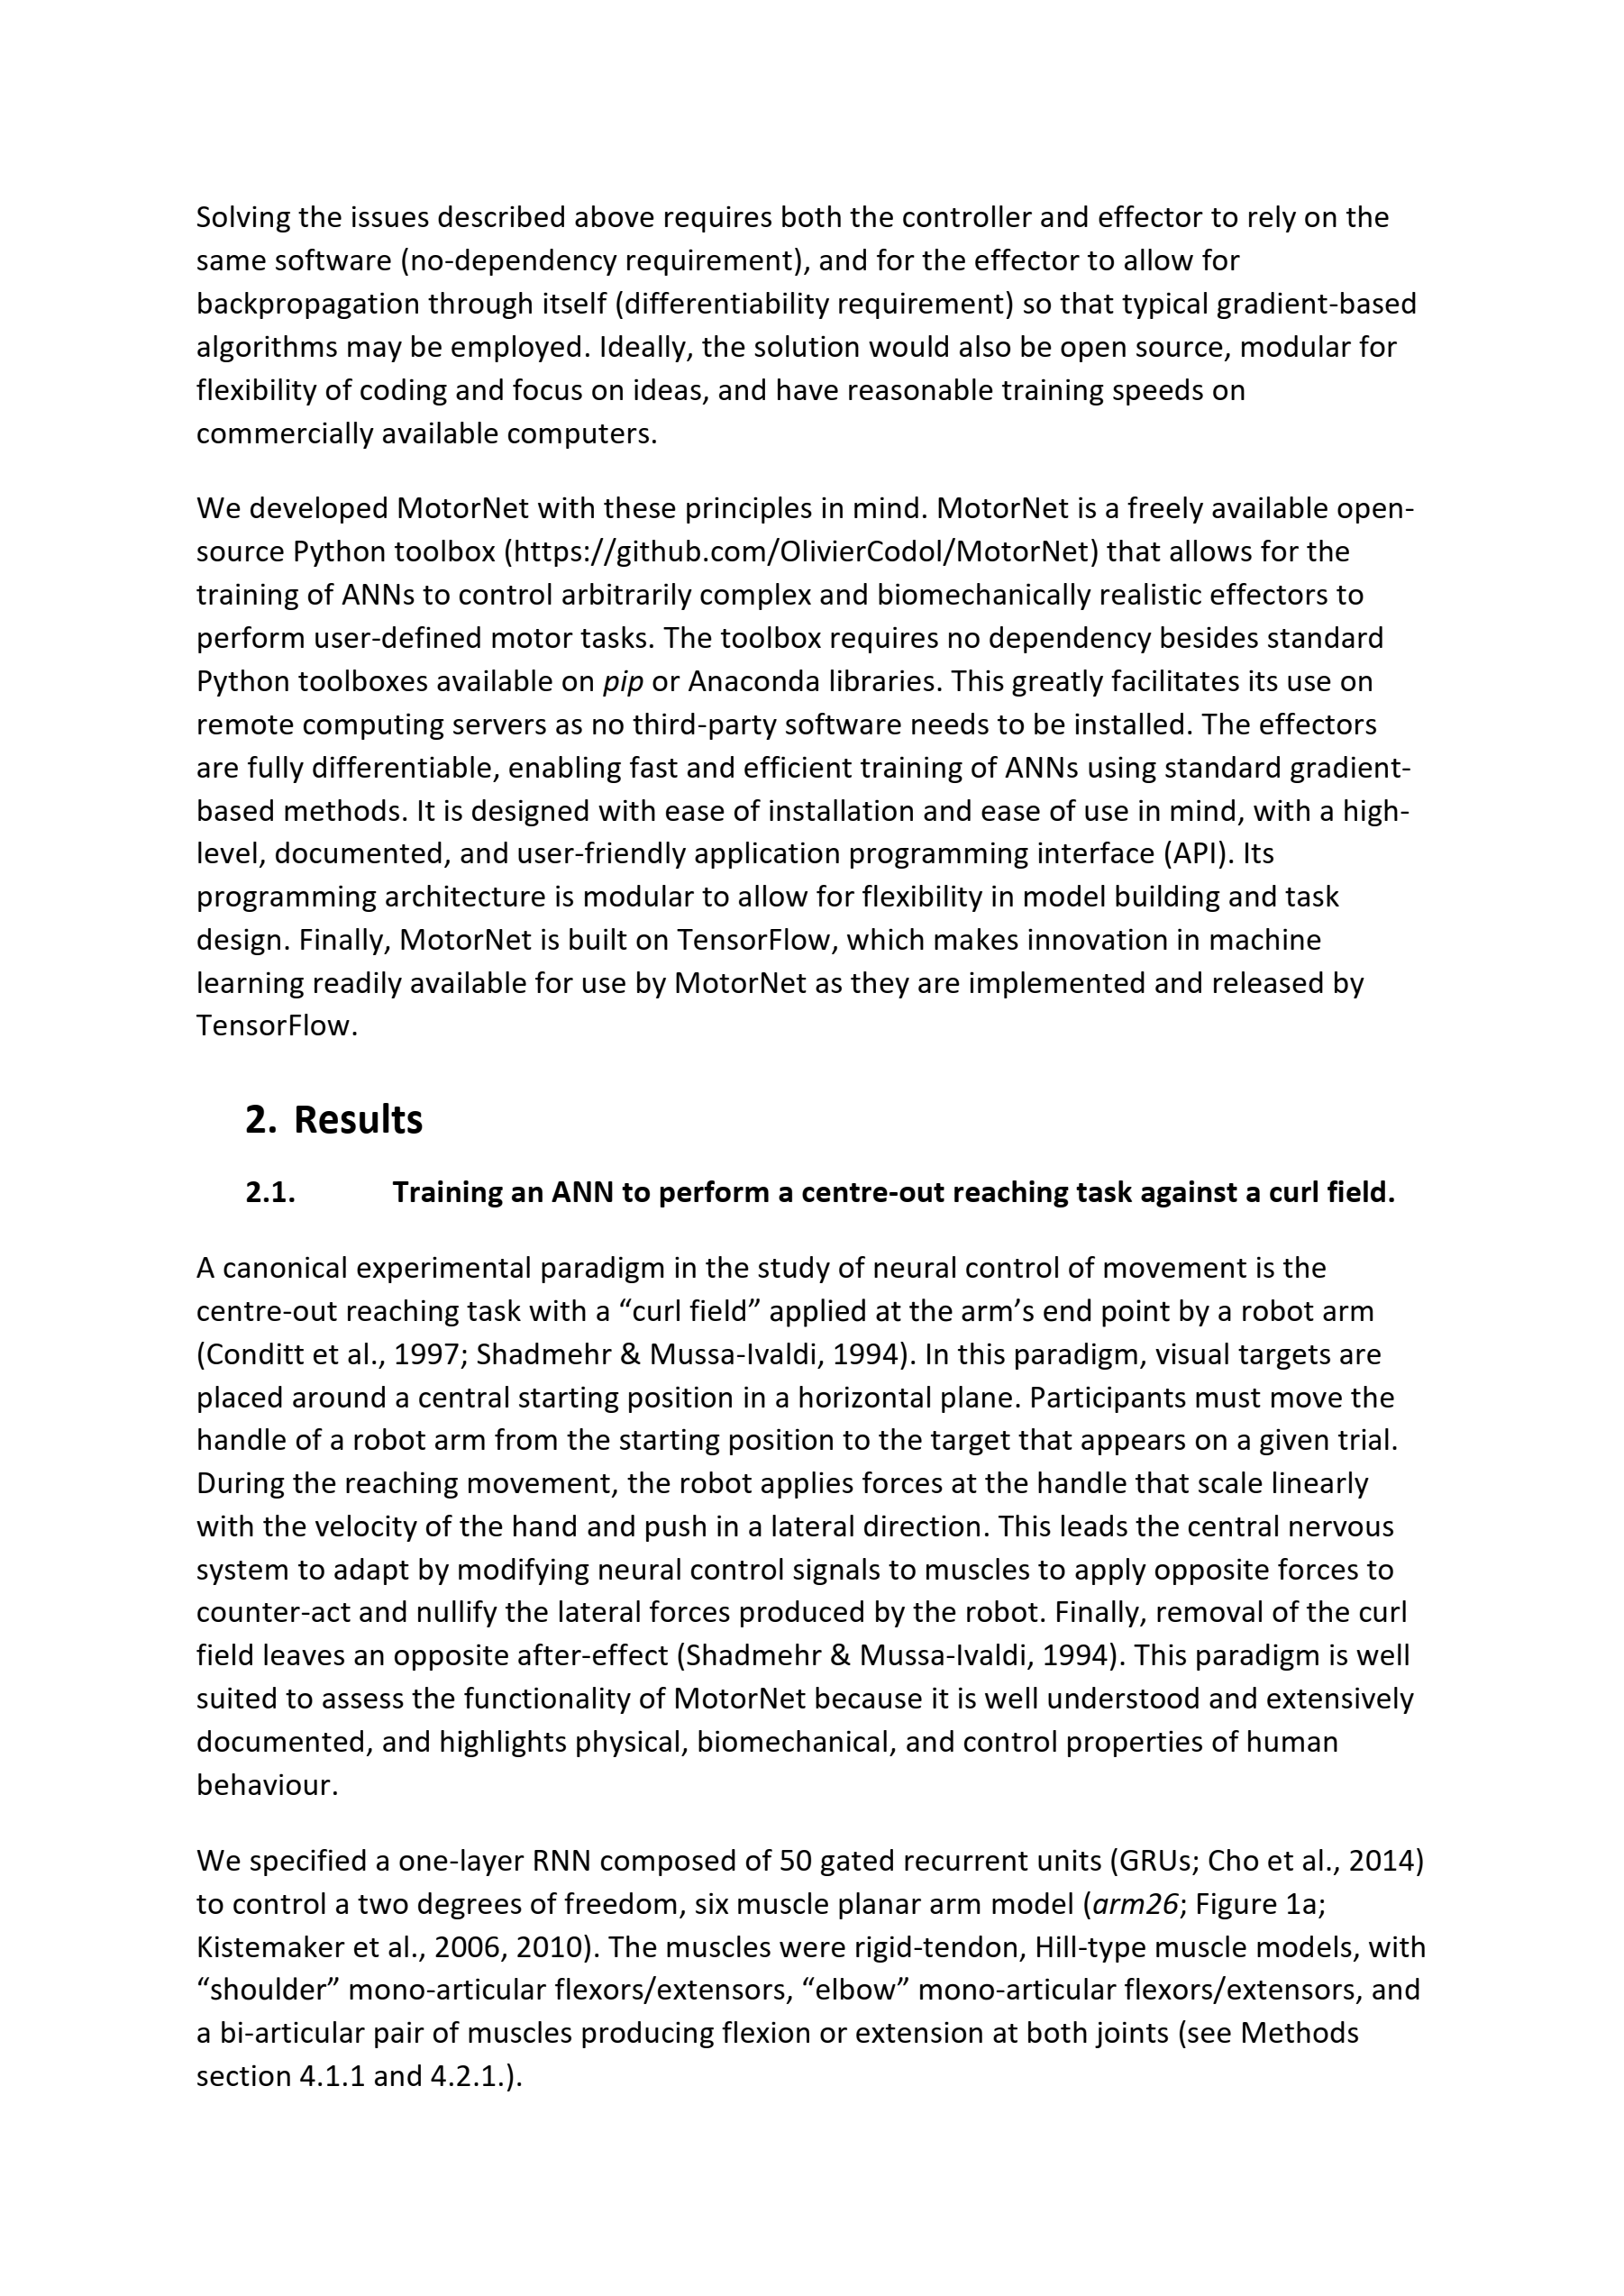 Solving the issues described above requires both the controller and effector to rely on the
same software (no-dependency requirement), and for the effector to allow for
backpropagation through itself (differentiability requirement) so that typical gradient-based
algorithms may be employed. Ideally, the solution would also be open source, modular for
flexibility of coding and focus on ideas, and have reasonable training speeds on
commercially available computers.
We developed MotorNet with these principles in mind. MotorNet is a freely available open-
source Python toolbox (https://github.com/OlivierCodol/MotorNet) that allows for the
training of ANNs to control arbitrarily complex and biomechanically realistic effectors to
perform user-defined motor tasks. The toolbox requires no dependency besides standard
Python toolboxes available on pip or Anaconda libraries. This greatly facilitates its use on
remote computing servers as no third-party software needs to be installed. The effectors
are fully differentiable, enabling fast and efficient training of ANNs using standard gradient-
based methods. It is designed with ease of installation and ease of use in mind, with a high-
level, documented, and user-friendly application programming interface (API). Its
programming architecture is modular to allow for flexibility in model building and task
design. Finally, MotorNet is built on TensorFlow, which makes innovation in machine
learning readily available for use by MotorNet as they are implemented and released by
TensorFlow.
2. Results
2.1. Training an ANN to perform a centre-out reaching task against a curl field.
A canonical experimental paradigm in the study of neural control of movement is the
centre-out reaching task with a “curl field” applied at the arm’s end point by a robot arm
(Conditt et al., 1997; Shadmehr & Mussa-Ivaldi, 1994). In this paradigm, visual targets are
placed around a central starting position in a horizontal plane. Participants must move the
handle of a robot arm from the starting position to the target that appears on a given trial.
During the reaching movement, the robot applies forces at the handle that scale linearly
with the velocity of the hand and push in a lateral direction. This leads the central nervous
system to adapt by modifying neural control signals to muscles to apply opposite forces to
counter-act and nullify the lateral forces produced by the robot. Finally, removal of the curl
field leaves an opposite after-effect (Shadmehr & Mussa-Ivaldi, 1994). This paradigm is well
suited to assess the functionality of MotorNet because it is well understood and extensively
documented, and highlights physical, biomechanical, and control properties of human
behaviour.
We specified a one-layer RNN composed of 50 gated recurrent units (GRUs; Cho et al., 2014)
to control a two degrees of freedom, six muscle planar arm model (arm26; Figure 1a;
Kistemaker et al., 2006, 2010). The muscles were rigid-tendon, Hill-type muscle models, with
“shoulder” mono-articular flexors/extensors, “elbow” mono-articular flexors/extensors, and
a bi-articular pair of muscles producing flexion or extension at both joints (see Methods
section 4.1.1 and 4.2.1.).